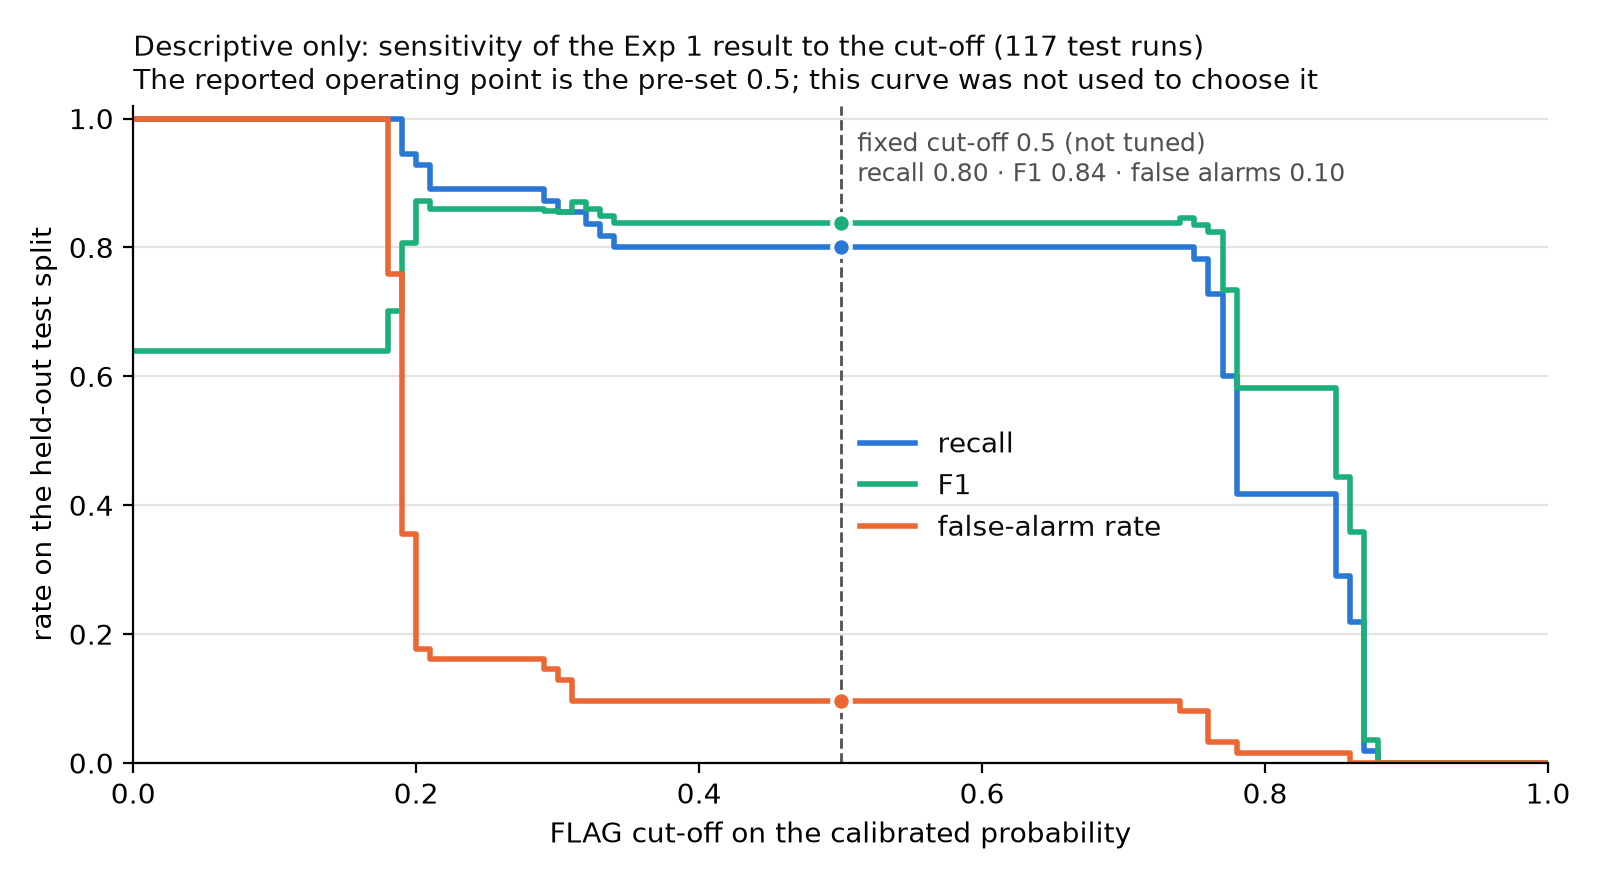 Descriptive only: sensitivity of the Exp 1 result to the cut-off (117 test runs)
The reported operating point is the pre-set 0.5; this curve was not used to choose it
fixed cut-off 0.5 (not tuned)
recall 0.80 · F1 0.84 · false alarms 0.10
rate on the held-out test split
1.0
0.8
0.6
0.4
0.2
0.0
recall
F1
false-alarm rate
0.0 0.2 0.4 0.6 0.8 1.0
FLAG cut-off on the calibrated probability